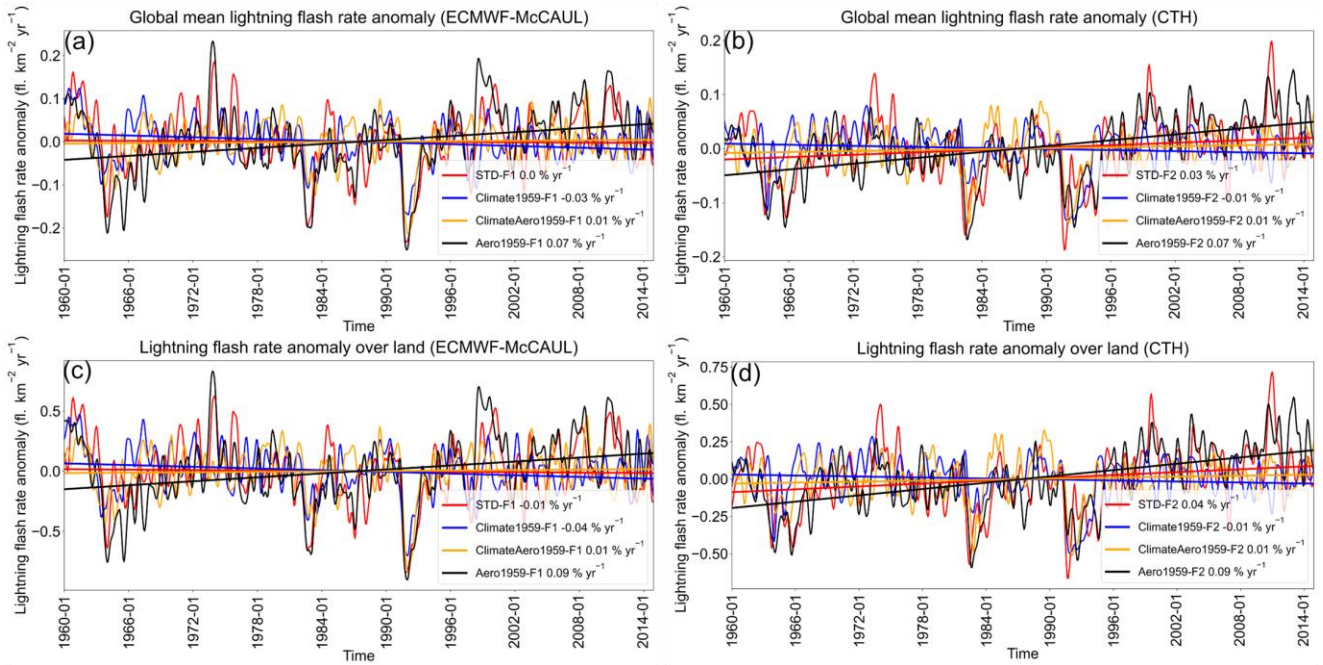 Global mean lightning flash rate anomaly (ECMWF-McCAUL)
(a)
Lightning flash rate anomaly (fl. km−2 yr−1)
0.2
0.1
0.0
−0.1
−0.2
STD-F1 0.0 % yr−1
Climate1959-F1 -0.03 % yr−1
ClimateAero1959-F1 0.01 % yr−1
Aero1959-F1 0.07 % yr−1
1960-01
1966-01
1972-01
1978-01
1984-01
1990-01
1996-01
2002-01
2008-01
2014-01
Time
Global mean lightning flash rate anomaly (CTH)
(b)
Lightning flash rate anomaly (fl. km−2 yr−1)
0.2
0.1
0.0
−0.1
−0.2
STD-F2 0.03 % yr−1
Climate1959-F2 -0.01 % yr−1
ClimateAero1959-F2 0.01 % yr−1
Aero1959-F2 0.07 % yr−1
1960-01
1966-01
1972-01
1978-01
1984-01
1990-01
1996-01
2002-01
2008-01
2014-01
Time
Lightning flash rate anomaly over land (ECMWF-McCAUL)
(c)
Lightning flash rate anomaly (fl. km−2 yr−1)
0.5
0.0
−0.5
STD-F1 -0.01 % yr−1
Climate1959-F1 -0.04 % yr−1
ClimateAero1959-F1 0.01 % yr−1
Aero1959-F1 0.09 % yr−1
1960-01
1966-01
1972-01
1978-01
1984-01
1990-01
1996-01
2002-01
2008-01
2014-01
Time
Lightning flash rate anomaly over land (CTH)
(d)
Lightning flash rate anomaly (fl. km−2 yr−1)
0.75
0.50
0.25
0.00
−0.25
−0.50
STD-F2 0.04 % yr−1
Climate1959-F2 -0.01 % yr−1
ClimateAero1959-F2 0.01 % yr−1
Aero1959-F2 0.09 % yr−1
1960-01
1966-01
1972-01
1978-01
1984-01
1990-01
1996-01
2002-01
2008-01
2014-01
Time